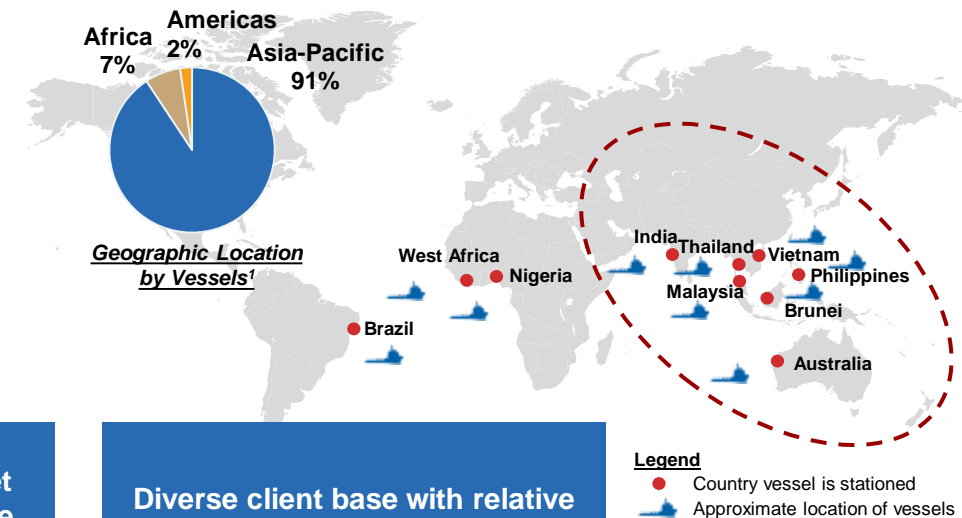 Americas
2%
Africa
7%
Asia-Pacific
91%
Geographic Location
by Vessels¹
West Africa
Nigeria
Brazil
India
Thailand
Vietnam
Philippines
Malaysia
Brunei
Australia
Diverse client base with relative
Legend
Country vessel is stationed
Approximate location of vessels